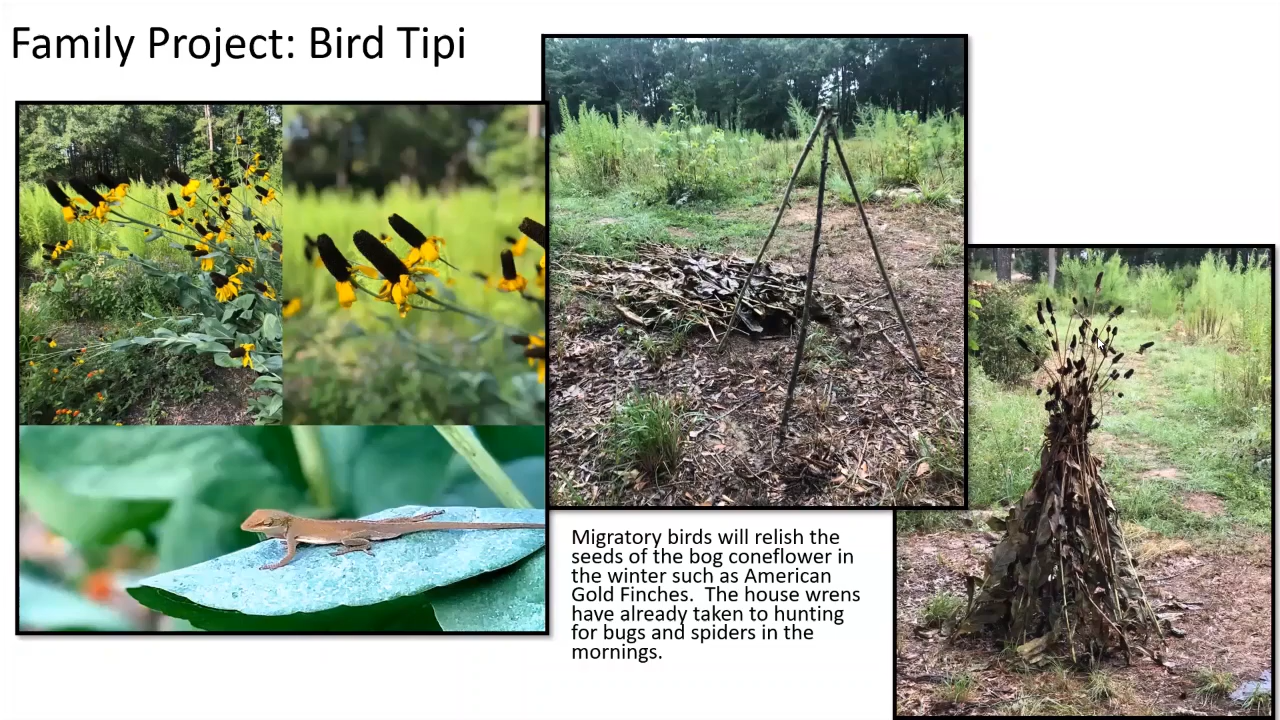 Family Project: Bird Tipi
Migratory birds will relish the
seeds of the bog coneflower in
the winter such as American
Gold Finches.  The house wrens
have already taken to hunting
for bugs and spiders in the
mornings.